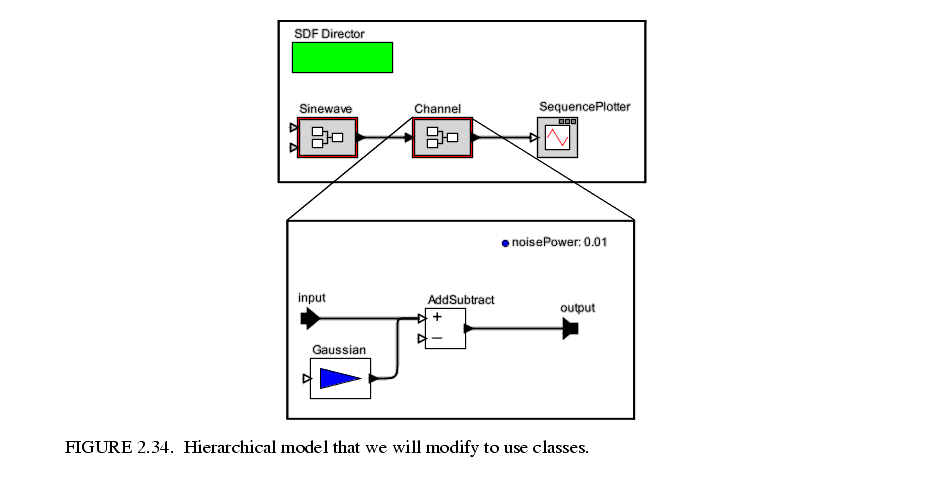 SDF Director
Sinewave
Channel
SequencePlotter
noisePower: 0.01
input
AddSubtract
+
−
output
Gaussian
FIGURE 2.34. Hierarchical model that we will modify to use classes.